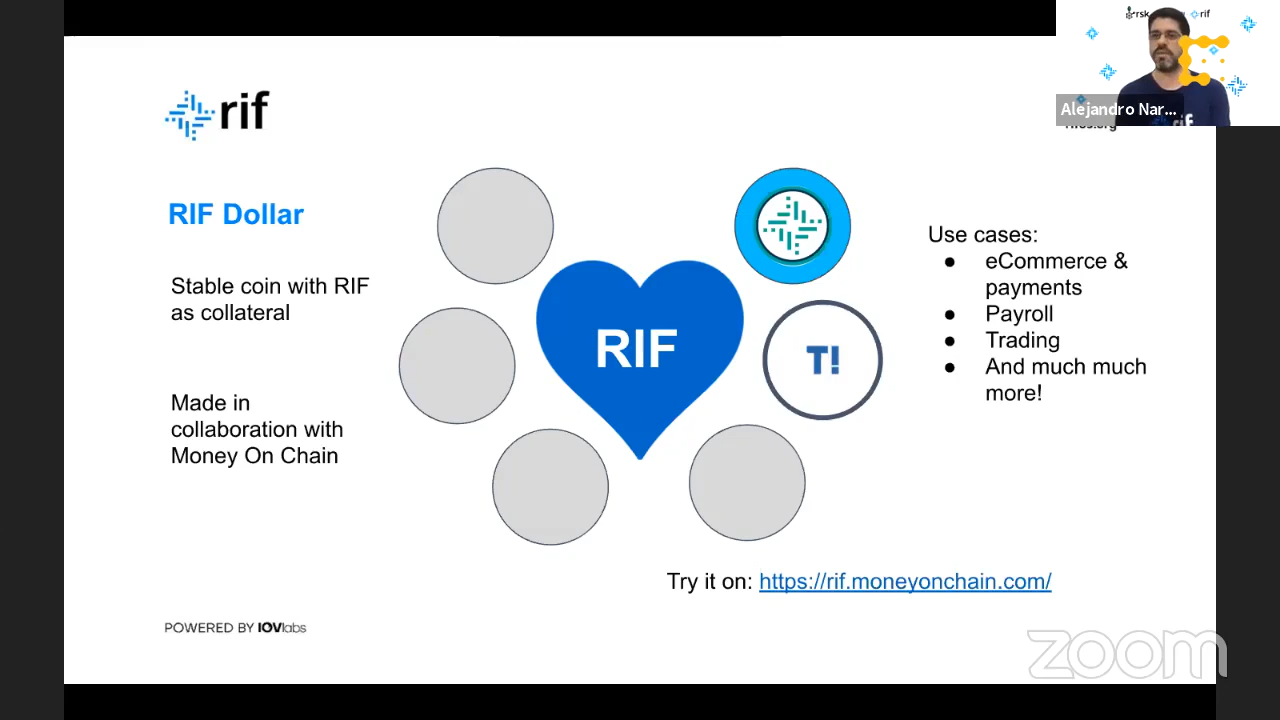 rsk
rif
Alejandro Nar...
rif
RIF Dollar
Stable coin with RIF
as collateral
Made in
collaboration with
Money On Chain
RIF
T!
Use cases:
● eCommerce &
payments
● Payroll
● Trading
● And much much
more!
Try it on: https://rif.moneyonchain.com/
POWERED BY IOVlabs
zoom